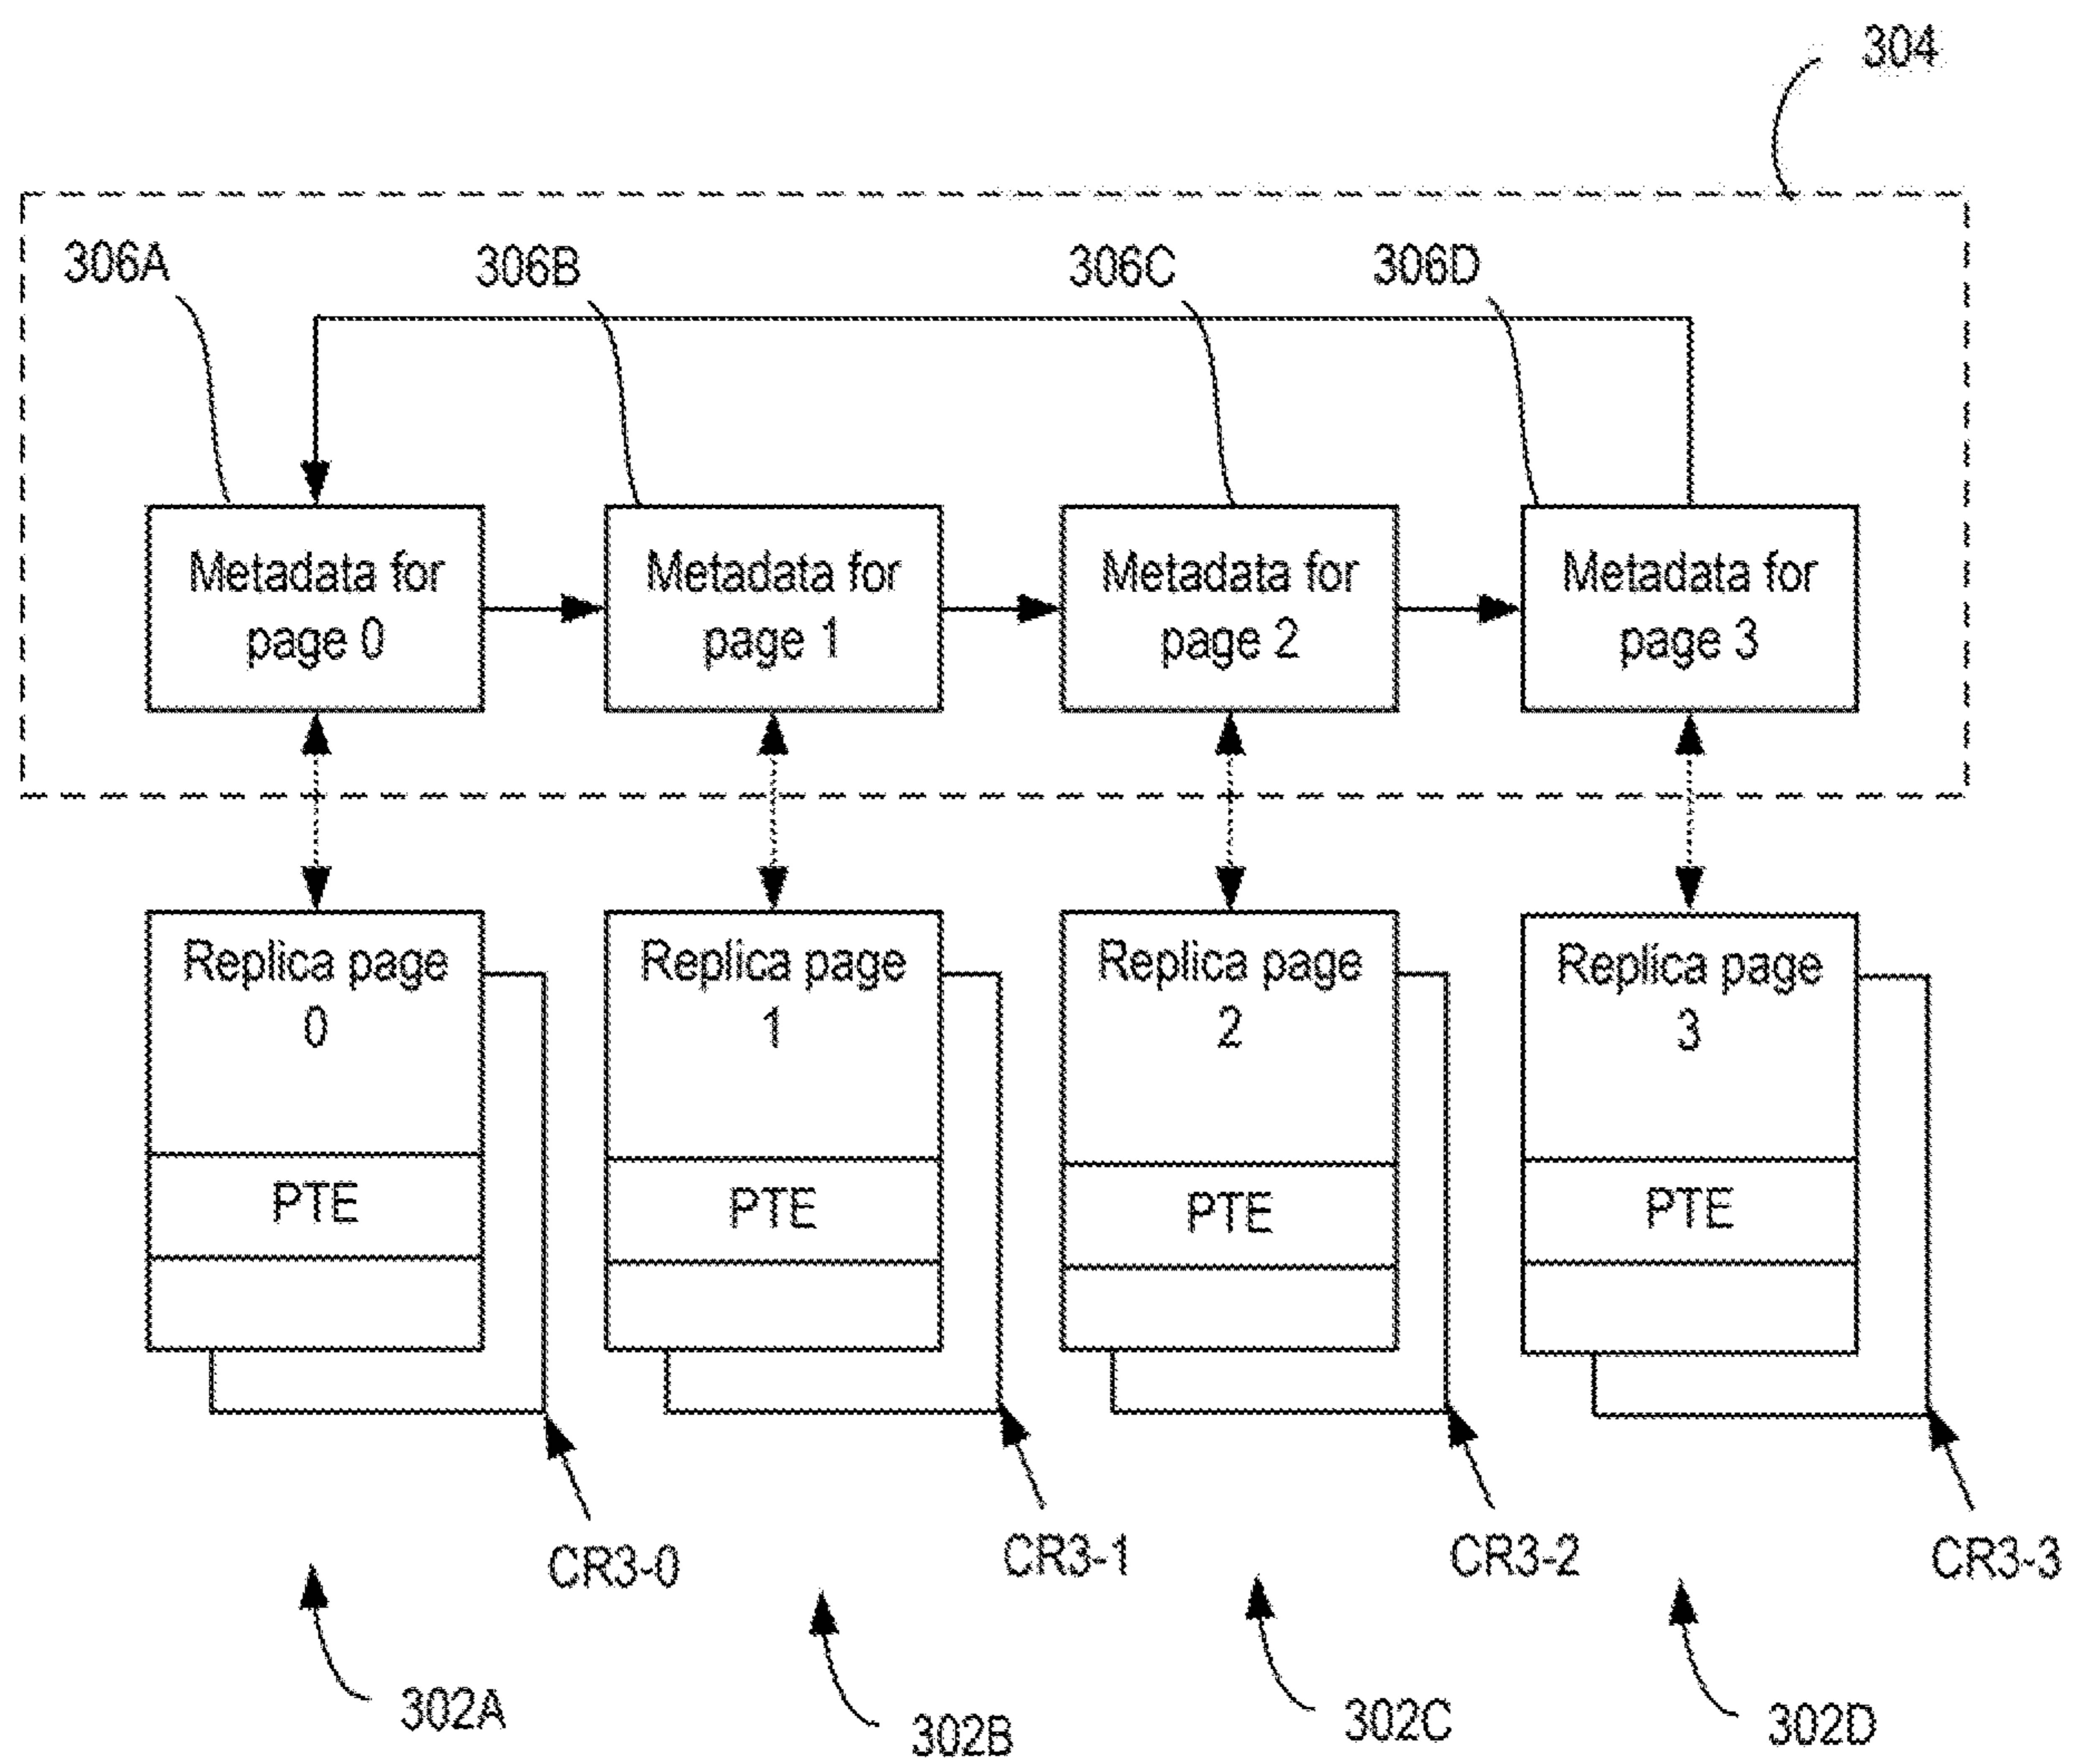 304
306A
306B
306C
306D
Metadata for
page 0
Metadata for
page 1
Metadata for
page 2
Metadata for
page 3
Replica page
0
Replica page
1
Replica page
2
Replica page
3
PTE
PTE
PTE
PTE
CR3-0
CR3-1
CR3-2
CR3-3
302A
302B
302C
302D